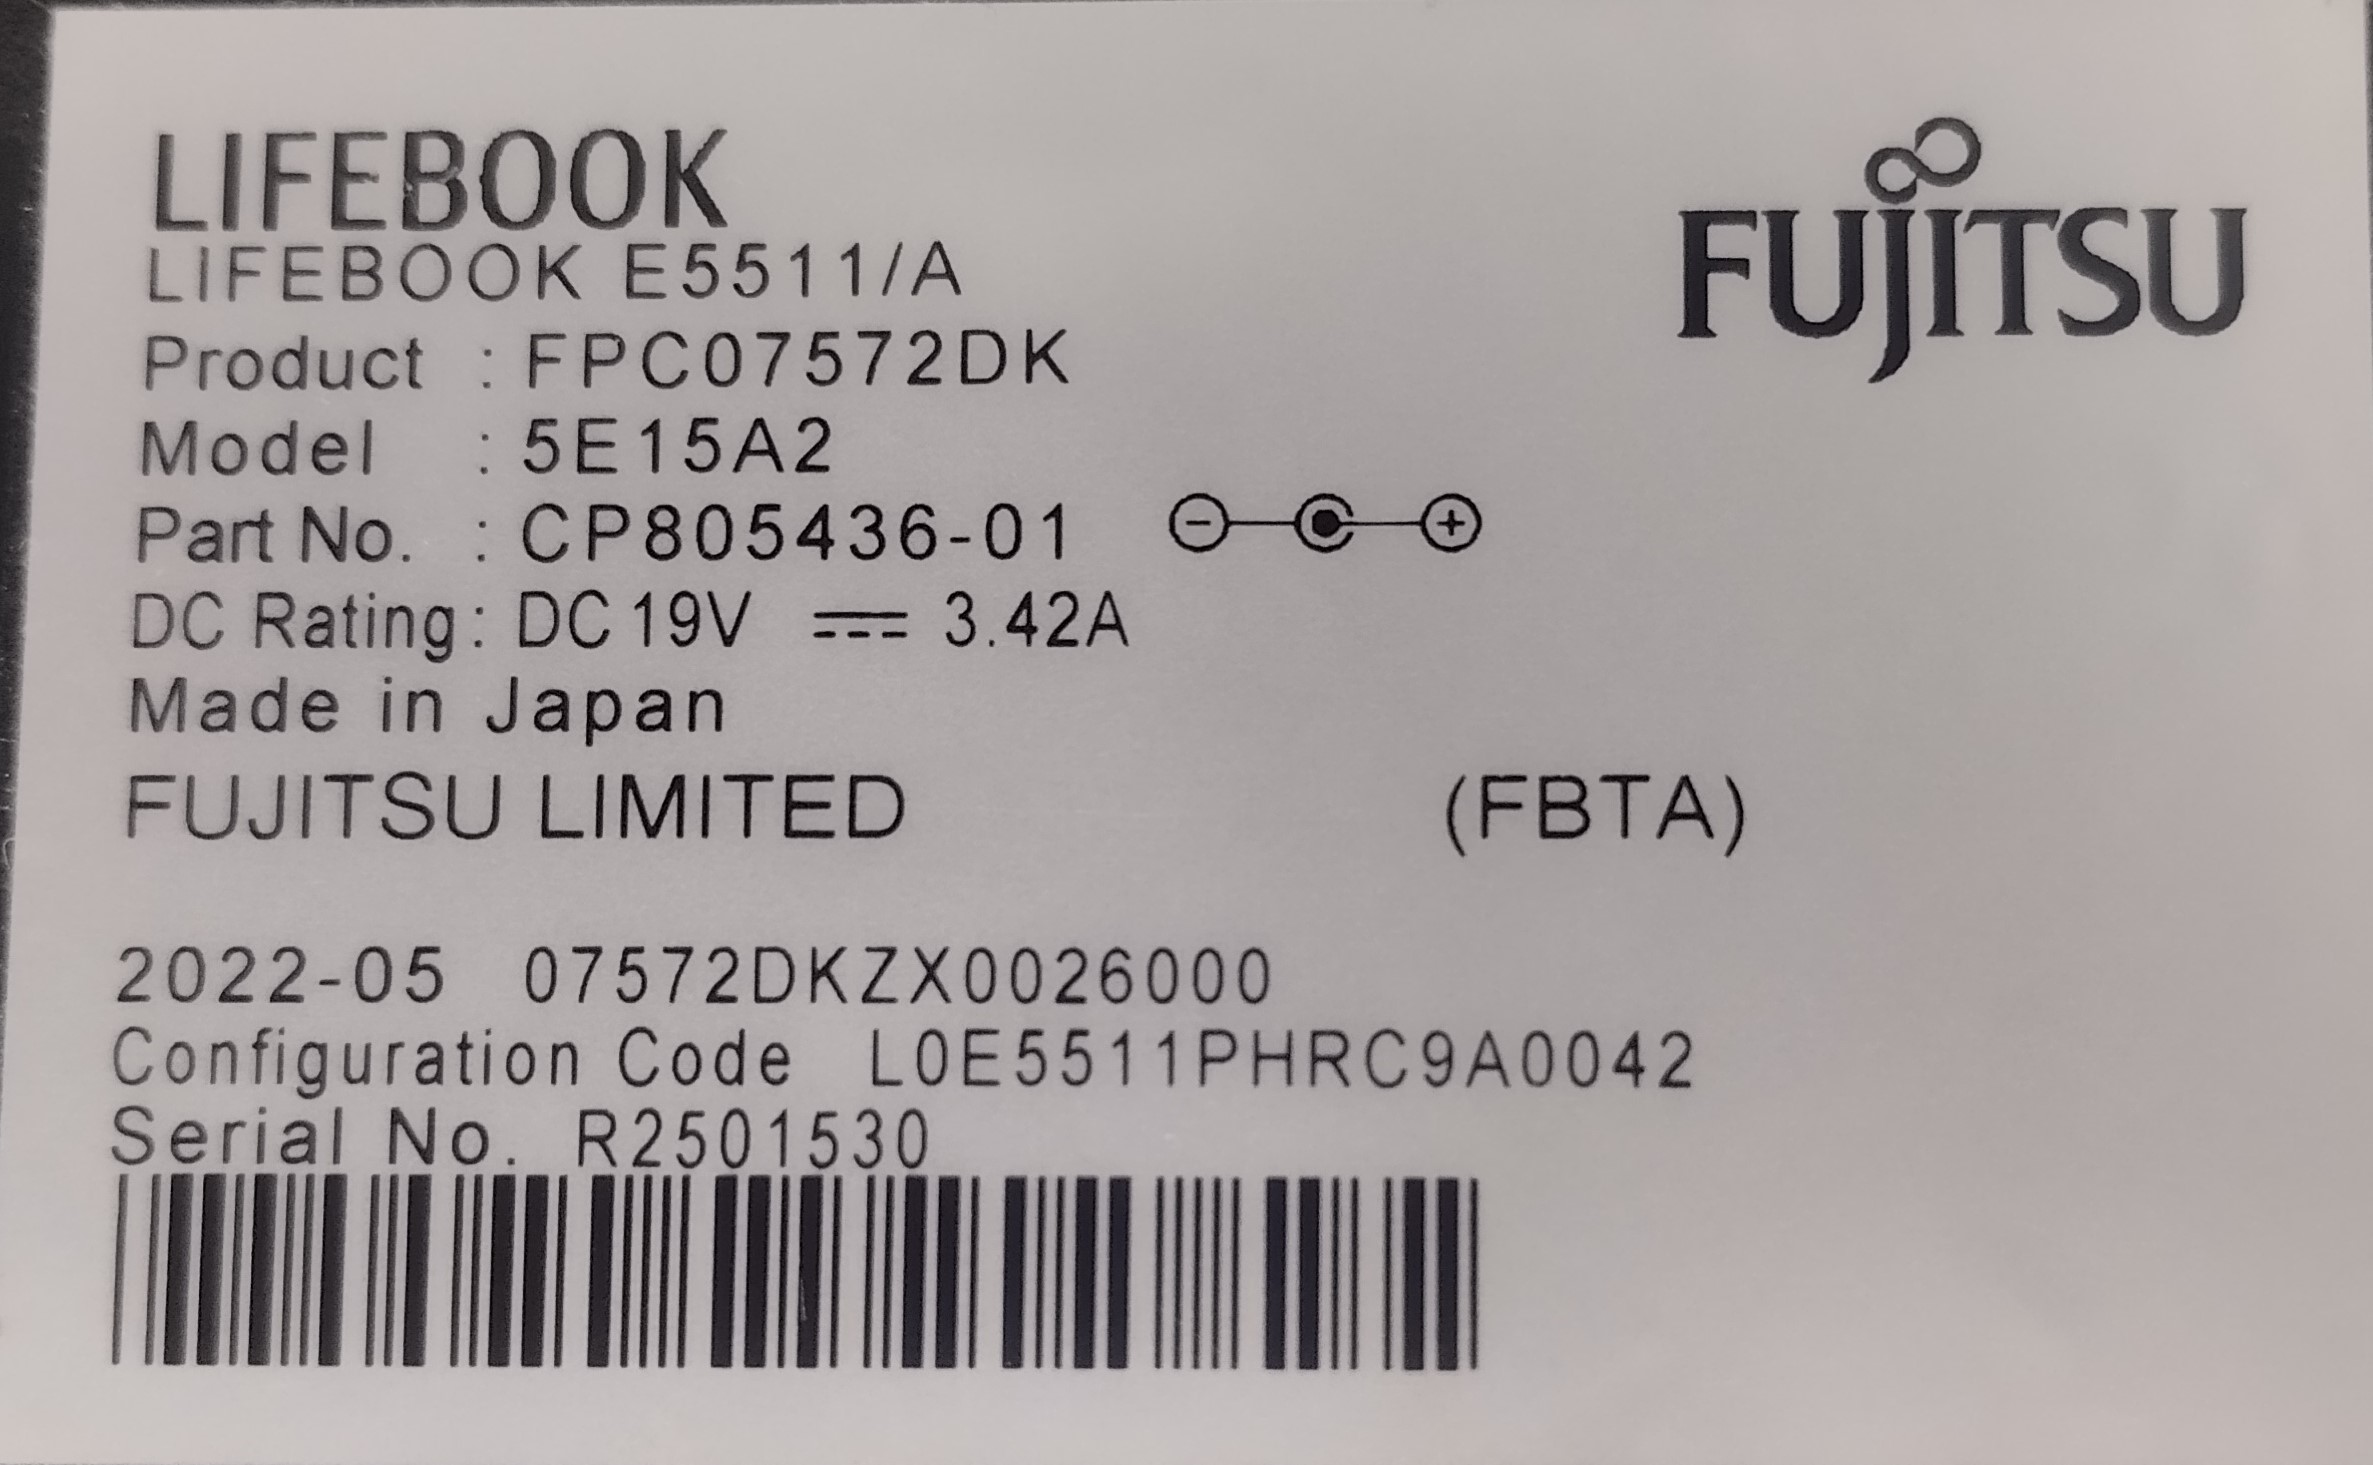 LIFEBOOK
FUJITSU
LIFEBOOK E5511/A
Product : FPC07572DK
Model : 5E15A2
Part No. : CP805436-01
DC Rating: DC 19V ⎓ 3.42A
Made in Japan
FUJITSU LIMITED (FBTA)
2022-05 07572DKZX0026000
Configuration Code L0E5511PHRC9A0042
Serial No. R2501530